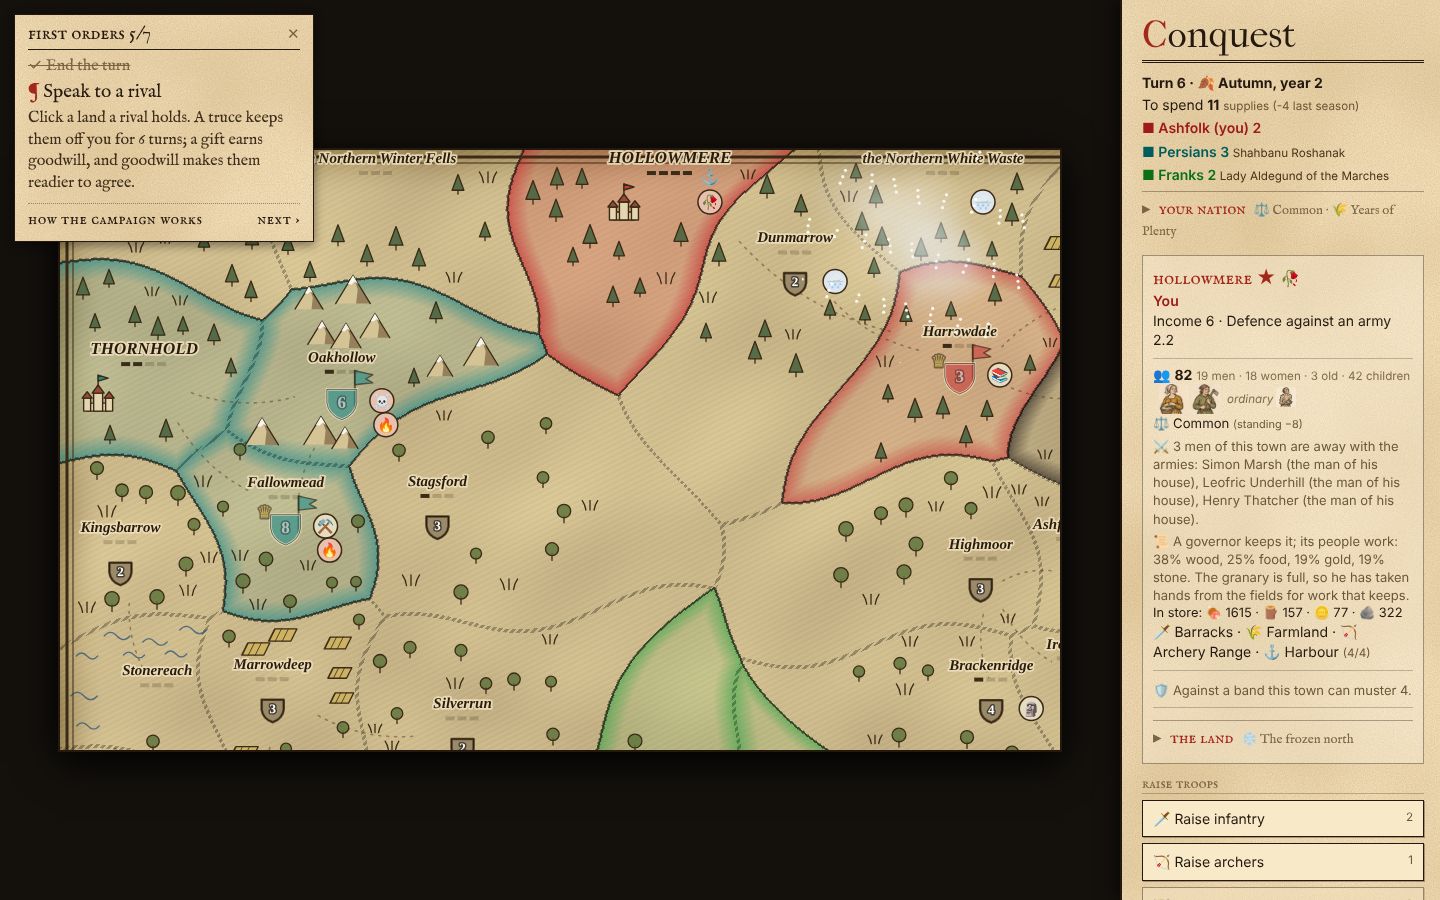 FIRST ORDERS 5/7 ×
✓ End the turn
¶ Speak to a rival
Click a land a rival holds. A truce keeps
them off you for 6 turns; a gift earns
goodwill, and goodwill makes them
readier to agree.
HOW THE CAMPAIGN WORKS NEXT ›
Northern Winter Fells
HOLLOWMERE
the Northern White Waste
Dunmarrow
2
Harrowdale
3
THORNHOLD
Oakhollow
6
Fallowmead
8
Stagsford
3
Kingsbarrow
2
Highmoor
3
Stonereach
Marrowdeep
3
Silverrun
2
Brackenridge
4
Conquest
Turn 6 · 🍂 Autumn, year 2
To spend 11 supplies (-4 last season)
Ashfolk (you) 2
Persians 3 Shahbanu Roshanak
Franks 2 Lady Aldegund of the Marches
▶ YOUR NATION ⚖️ Common · 🌾 Years of
Plenty
HOLLOWMERE ★ 🥀
You
Income 6 · Defence against an army
2.2
👥 82 19 men · 18 women · 3 old · 42 children
ordinary
⚖️ Common (standing −8)
⚔️ 3 men of this town are away with the
armies: Simon Marsh (the man of his
house), Leofric Underhill (the man of his
house), Henry Thatcher (the man of his
house).
📜 A governor keeps it; its people work:
38% wood, 25% food, 19% gold, 19%
stone. The granary is full, so he has taken
hands from the fields for work that keeps.
In store: 🍖 1615 · 🪵 157 · 🪙 77 · 🪨 322
🗡️ Barracks · 🌾 Farmland · 🏹
Archery Range · ⚓ Harbour (4/4)
🛡️ Against a band this town can muster 4.
▶ THE LAND ❄️ The frozen north
RAISE TROOPS
🗡️ Raise infantry 2
🏹 Raise archers 1